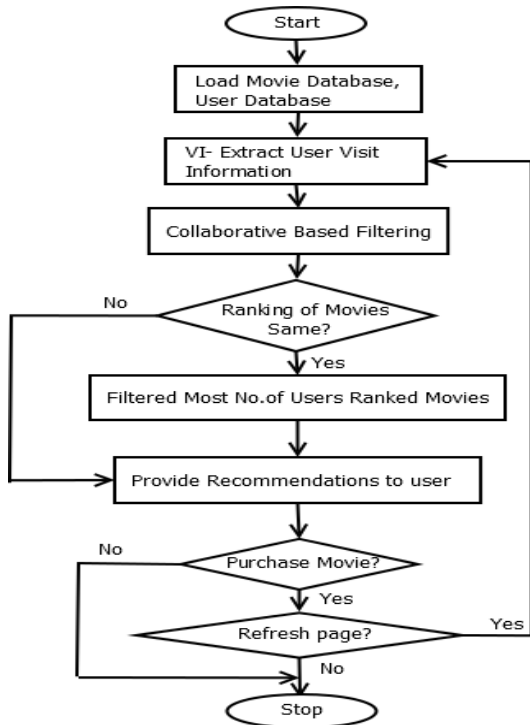 Start
Load Movie Database,
User Database
VI- Extract User Visit
Information
Collaborative Based Filtering
No
Ranking of Movies
Same?
Yes
Filtered Most No.of Users Ranked Movies
Provide Recommendations to user
No
Purchase Movie?
Yes
Refresh page?
Yes
No
Stop